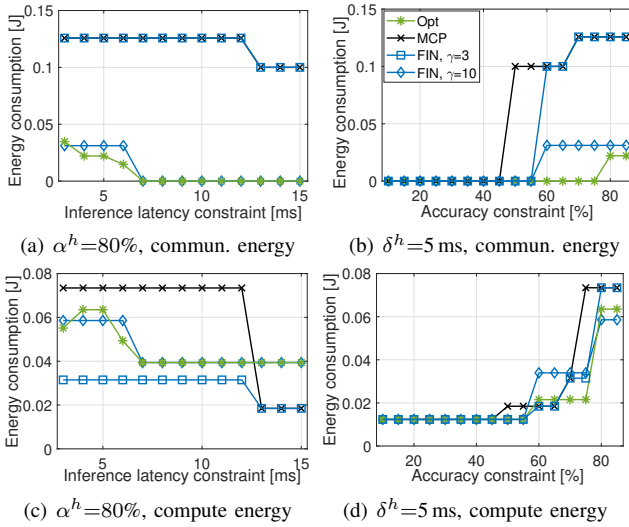 Energy consumption [J]
0.15
0.1
0.05
0
5
10
15
Inference latency constraint [ms]
(a) α^h=80%, commun. energy
Energy consumption [J]
0.15
0.1
0.05
0
20
40
60
80
Accuracy constraint [%]
Opt
MCP
FIN, γ=3
FIN, γ=10
(b) δ^h=5 ms, commun. energy
Energy consumption [J]
0.08
0.06
0.04
0.02
0
5
10
15
Inference latency constraint [ms]
(c) α^h=80%, compute energy
Energy consumption [J]
0.08
0.06
0.04
0.02
0
20
40
60
80
Accuracy constraint [%]
(d) δ^h=5 ms, compute energy